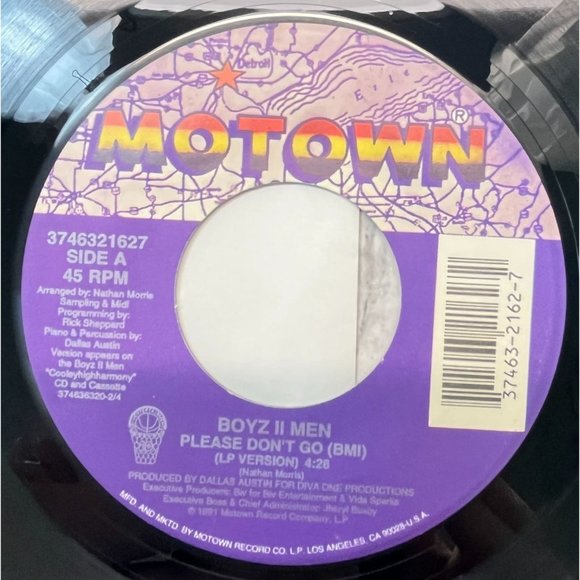 Detroit
Erie
MOTOWN®
3746321627
SIDE A
45 RPM
Arranged by: Nathan Morris
Sampling & Midi
Programming by:
Rick Sheppard
Piano & Percussion by:
Dallas Austin
Version appears on
the Boyz II Men
"Cooleyhighharmony"
CD and Cassette
374636320-2/4
37463-2162-7
BOYZ II MEN
PLEASE DON'T GO (BMI)
(LP VERSION) 4:26
(Nathan Morris)
PRODUCED BY DALLAS AUSTIN FOR DIVA ONE PRODUCTIONS
Executive Producers: Biv for Biv Entertainment & Vida Sparks
Executive Boss & Chief Administrator: Jheryl Busby
℗ 1991 Motown Record Company, L.P.
MFD. AND MKTD. BY MOTOWN RECORD CO. L.P. LOS ANGELES, CA 90028-U.S.A.